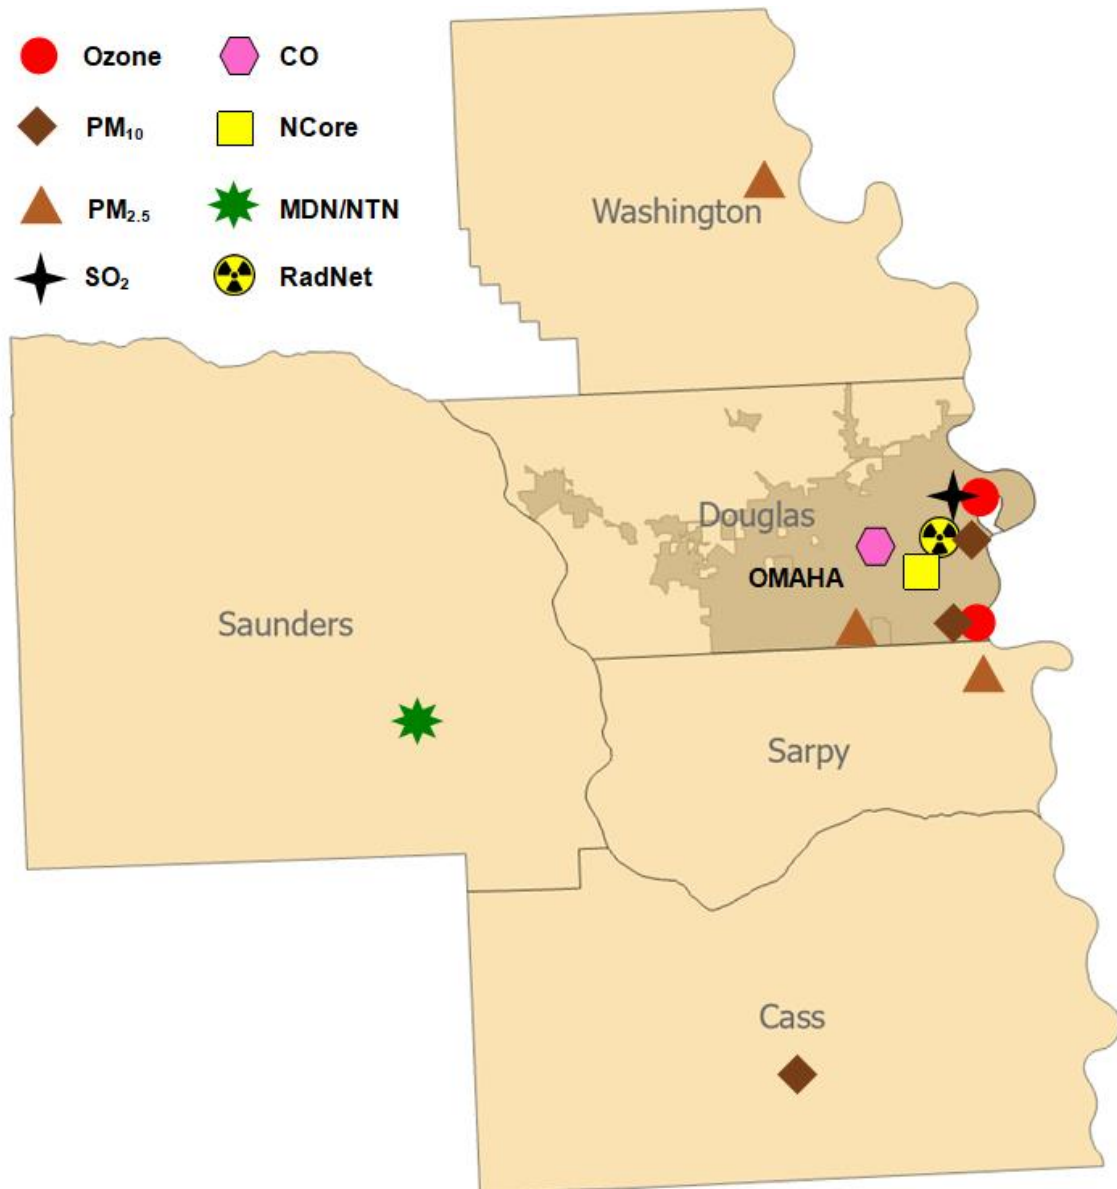 Ozone
CO
PM₁₀
NCore
PM₂.₅
MDN/NTN
SO₂
RadNet
Washington
Douglas
OMAHA
Saunders
Sarpy
Cass